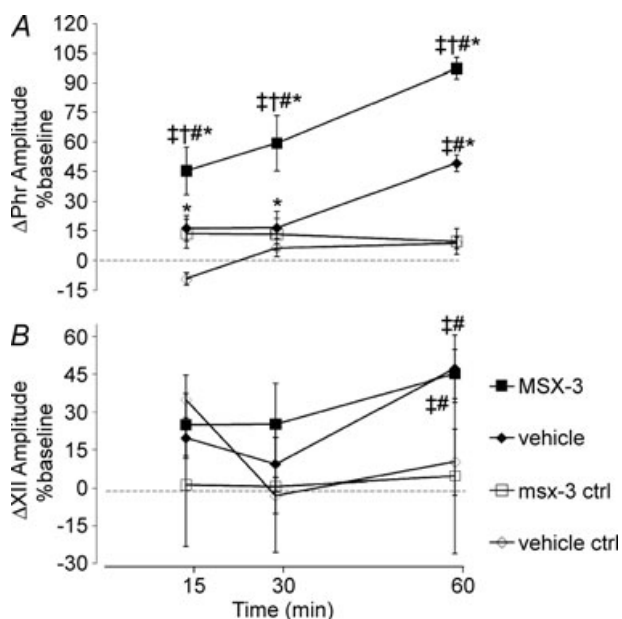 A
ΔPhr Amplitude
%baseline
120
105
90
75
60
45
30
15
0
-15
‡†#*
‡†#*
‡†#*
‡#*
*
*
B
ΔXII Amplitude
%baseline
60
45
30
15
0
-15
-30
‡#
‡#
MSX-3
vehicle
msx-3 ctrl
vehicle ctrl
15 30 60
Time (min)